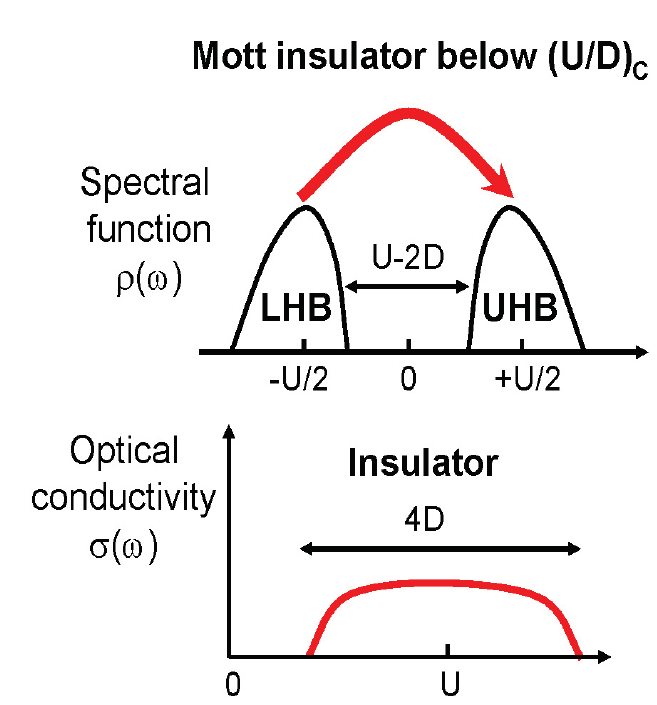 Mott insulator below (U/D)c
Spectral
function
ρ(ω)
U-2D
LHB
UHB
-U/2
0
+U/2
Optical
conductivity
σ(ω)
Insulator
4D
0
U